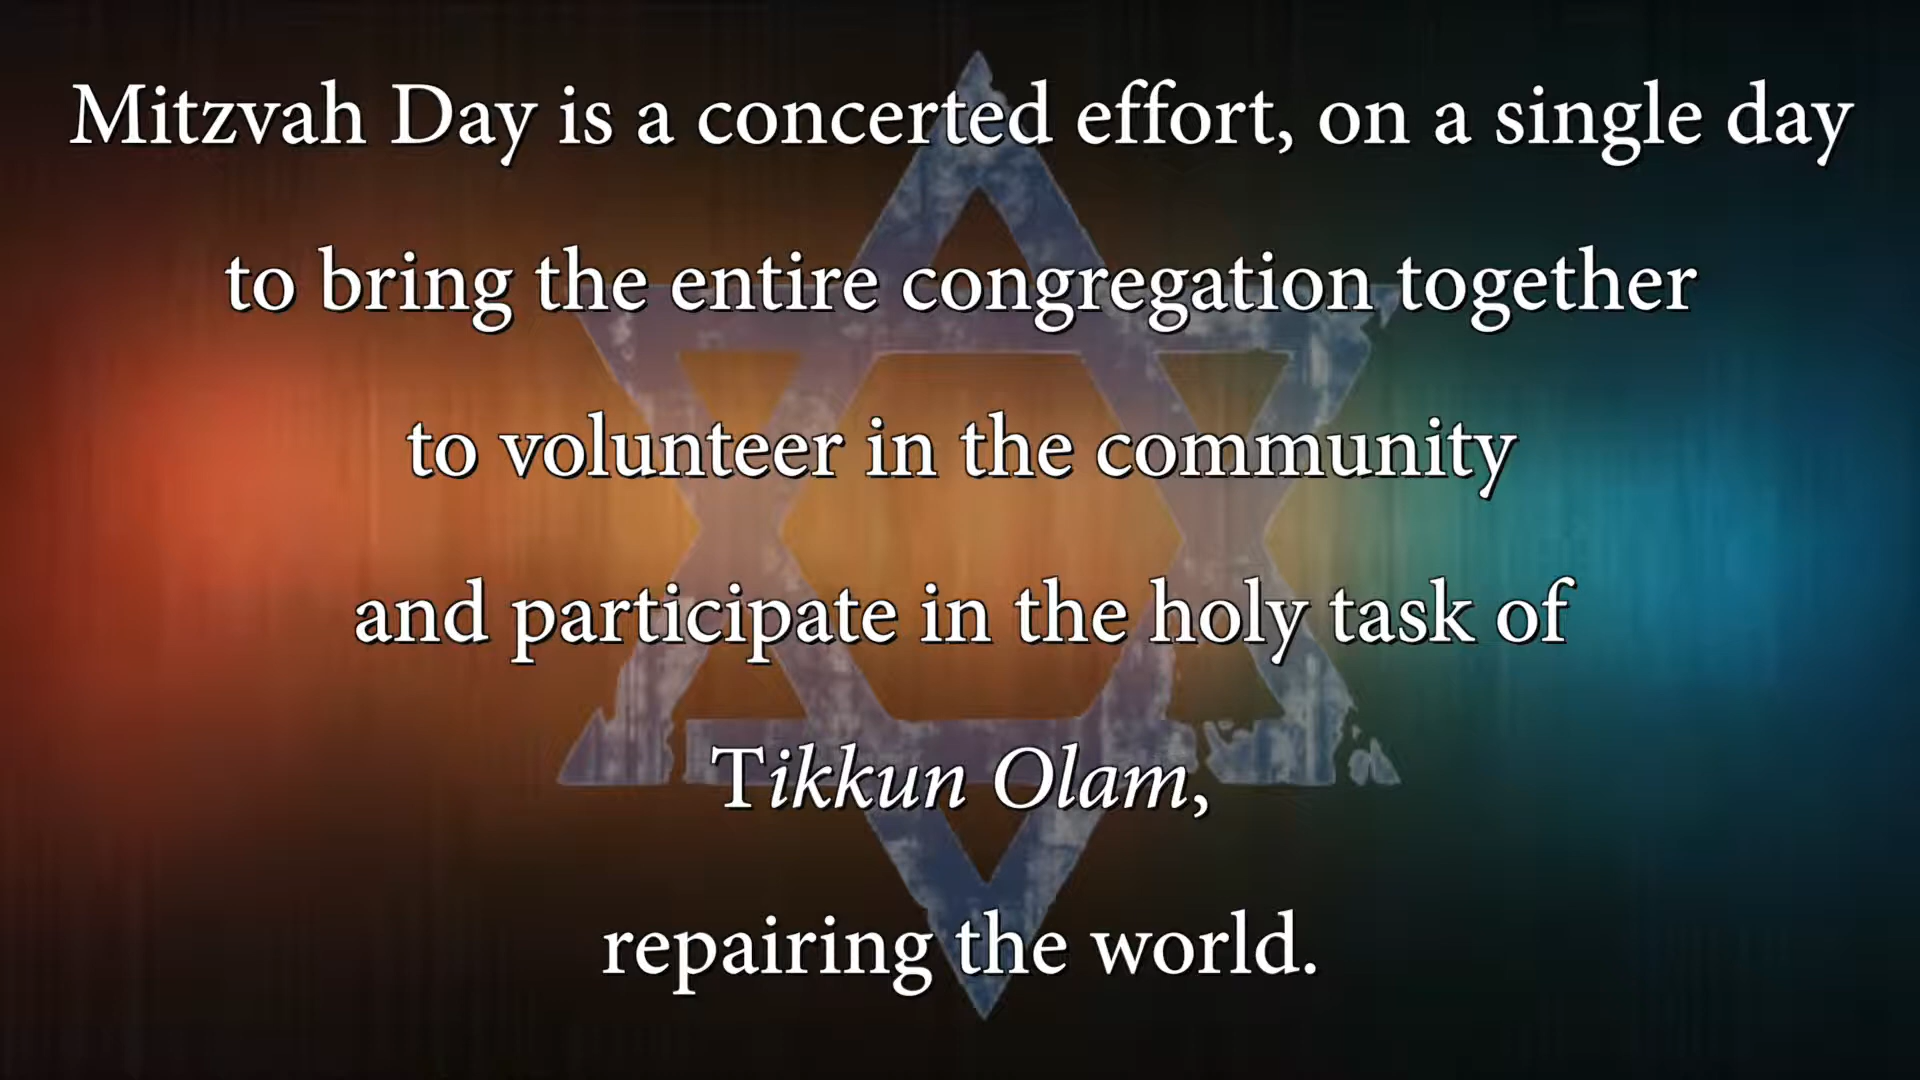 Mitzvah Day is a concerted effort, on a single day
to bring the entire congregation together
to volunteer in the community
and participate in the holy task of
Tikkun Olam,
repairing the world.